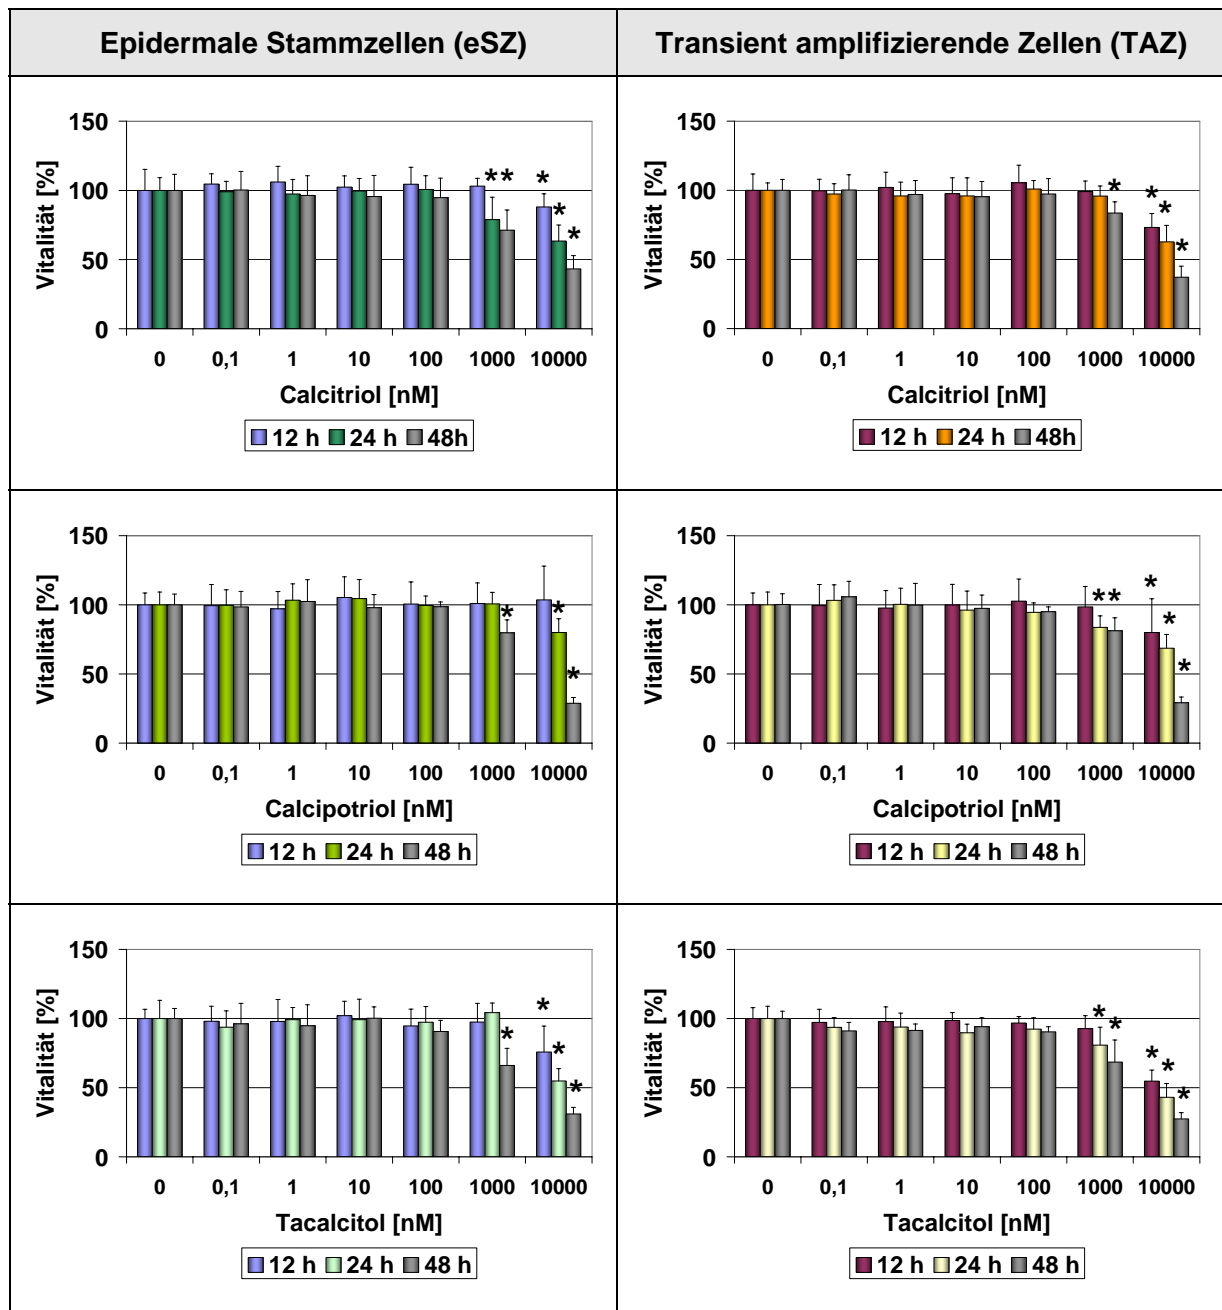 Epidermale Stammzellen (eSZ)
Transient amplifizierende Zellen (TAZ)
Vitalität [%]
150
100
50
0
** * * *
0 0,1 1 10 100 1000 10000
Calcitriol [nM]
12 h 24 h 48h
Vitalität [%]
150
100
50
0
* * * *
0 0,1 1 10 100 1000 10000
Calcitriol [nM]
12 h 24 h 48 h
Vitalität [%]
150
100
50
0
* * *
0 0,1 1 10 100 1000 10000
Calcipotriol [nM]
12 h 24 h 48 h
Vitalität [%]
150
100
50
0
** * * *
0 0,1 1 10 100 1000 10000
Calcipotriol [nM]
12 h 24 h 48 h
Vitalität [%]
150
100
50
0
* * * *
0 0,1 1 10 100 1000 10000
Tacalcitol [nM]
12 h 24 h 48 h
Vitalität [%]
150
100
50
0
* * * * *
0 0,1 1 10 100 1000 10000
Tacalcitol [nM]
12 h 24 h 48 h